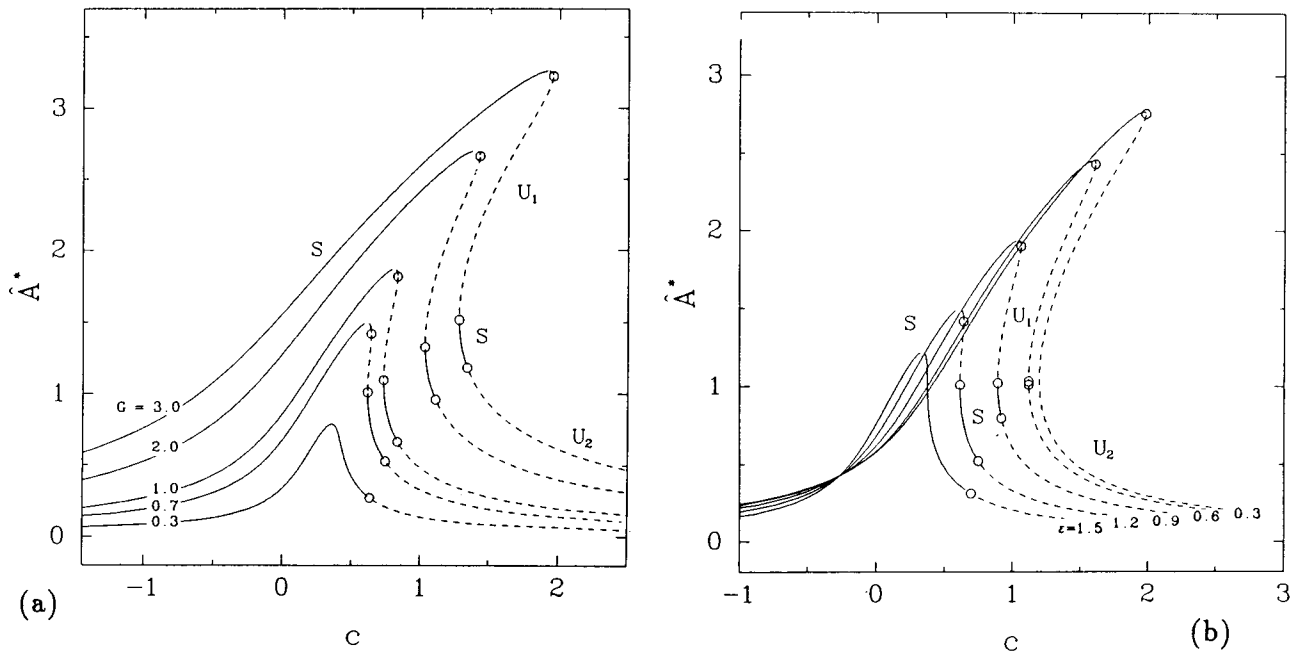 3
2
1
0
Â*
S
U₁
S
U₂
G = 3.0
2.0
1.0
0.7
0.3
-1 0 1 2
c
(a)
3
2
1
0
Â*
S
U₁
S
U₂
ε=1.5 1.2 0.9 0.6 0.3
-1 0 1 2 3
c
(b)